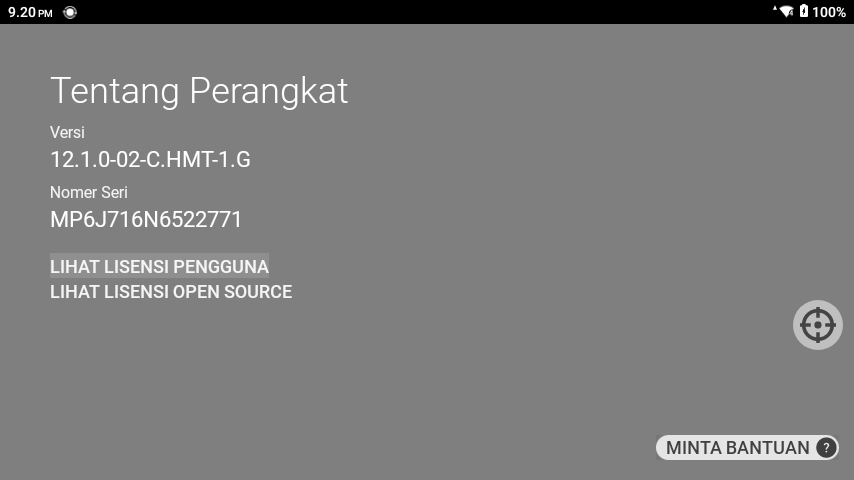 9.20 PM
100%
Tentang Perangkat
Versi
12.1.0-02-C.HMT-1.G
Nomer Seri
MP6J716N6522771
LIHAT LISENSI PENGGUNA
LIHAT LISENSI OPEN SOURCE
MINTA BANTUAN ?